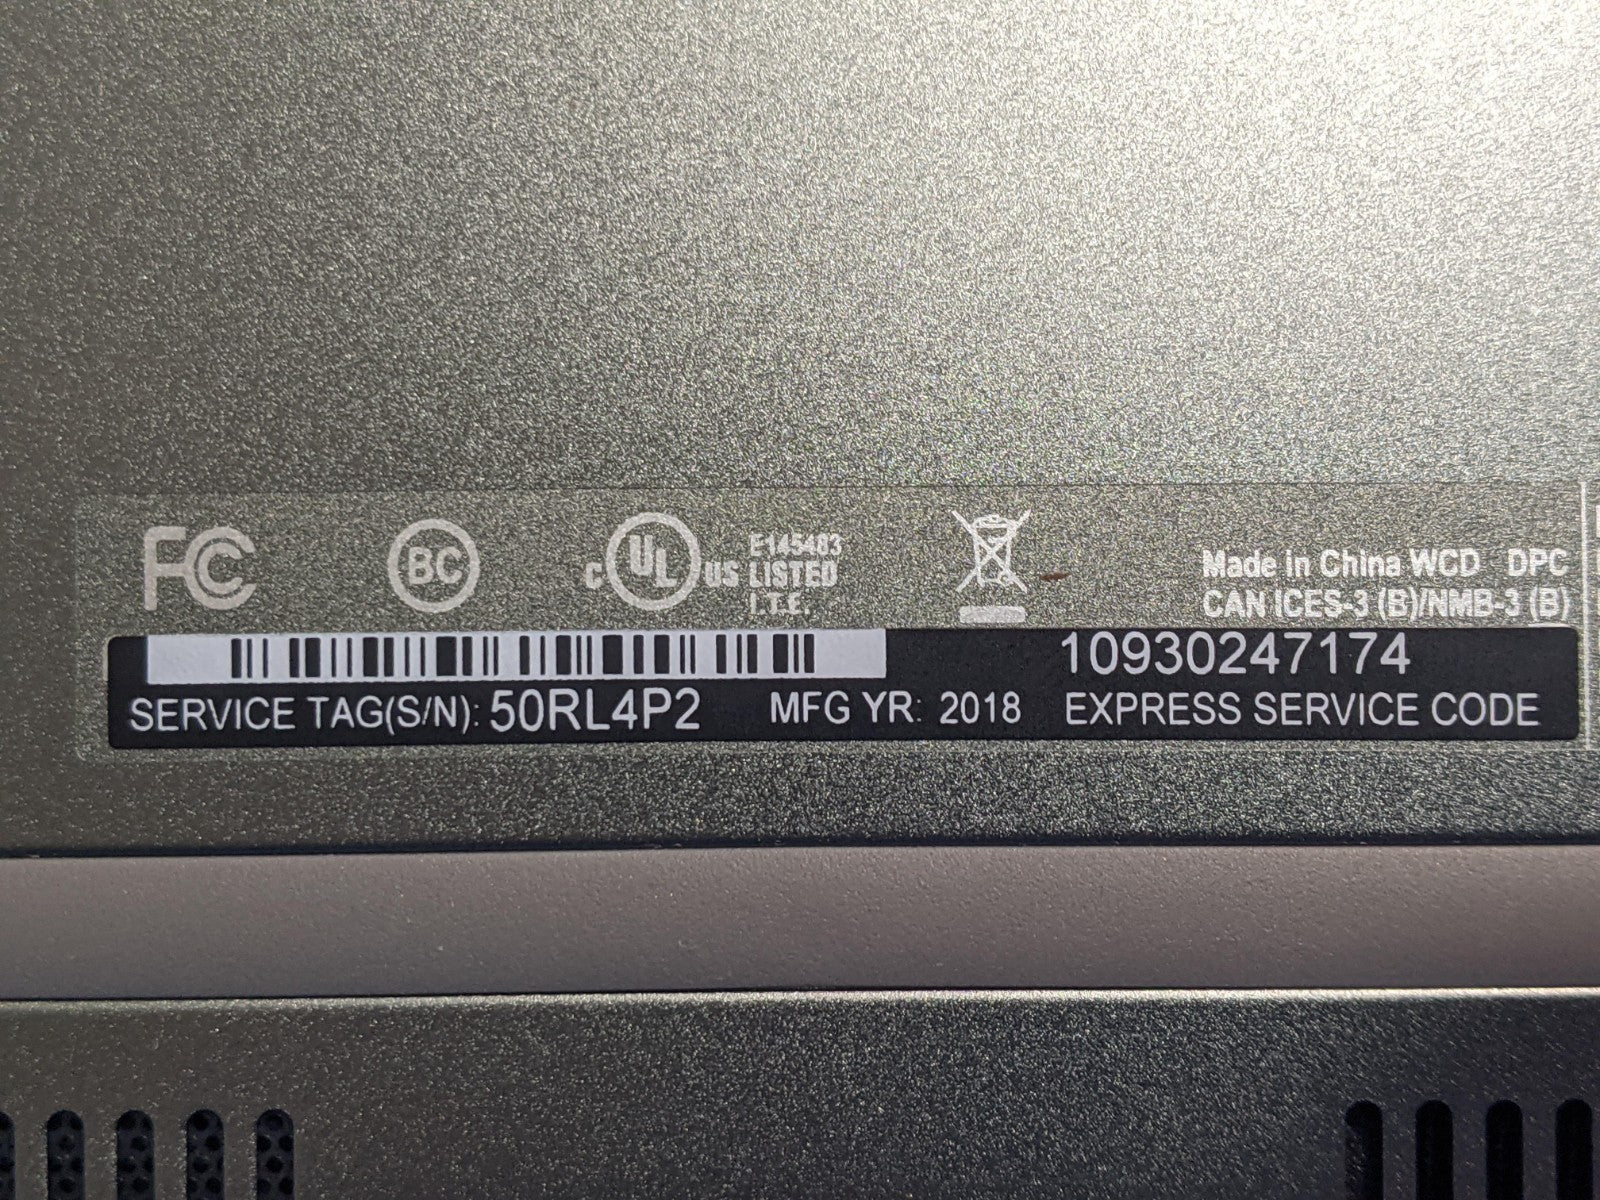 FC
BC
c UL US
E145483
LISTED
I.T.E.
Made in China WCD DPC
CAN ICES-3 (B)/NMB-3 (B)
10930247174
SERVICE TAG(S/N): 50RL4P2 MFG YR: 2018 EXPRESS SERVICE CODE